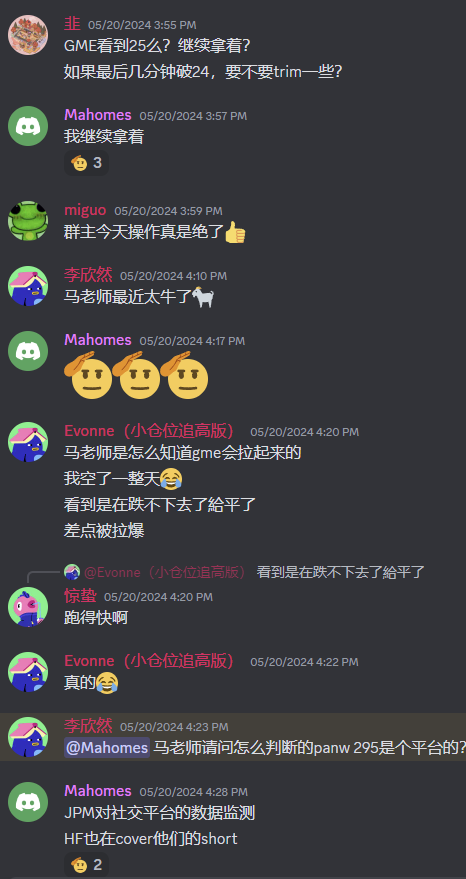 韭 05/20/2024 3:55 PM
GME看到25么？继续拿着？
如果最后几分钟破24，要不要trim一些？
Mahomes 05/20/2024 3:57 PM
我继续拿着
3
miguo 05/20/2024 3:59 PM
群主今天操作真是绝了
李欣然 05/20/2024 4:10 PM
马老师最近太牛了
Mahomes 05/20/2024 4:17 PM
Evonne（小仓位追高版） 05/20/2024 4:20 PM
马老师是怎么知道gme会拉起来的
我空了一整天
看到是在跌不下去了給平了
差点被拉爆
@Evonne（小仓位追高版） 看到是在跌不下去了給平了
惊蛰 05/20/2024 4:20 PM
跑得快啊
Evonne（小仓位追高版） 05/20/2024 4:22 PM
真的
李欣然 05/20/2024 4:23 PM
@Mahomes 马老师请问怎么判断的panw 295是个平台的？
Mahomes 05/20/2024 4:28 PM
JPM对社交平台的数据监测
HF也在cover他们的short
2